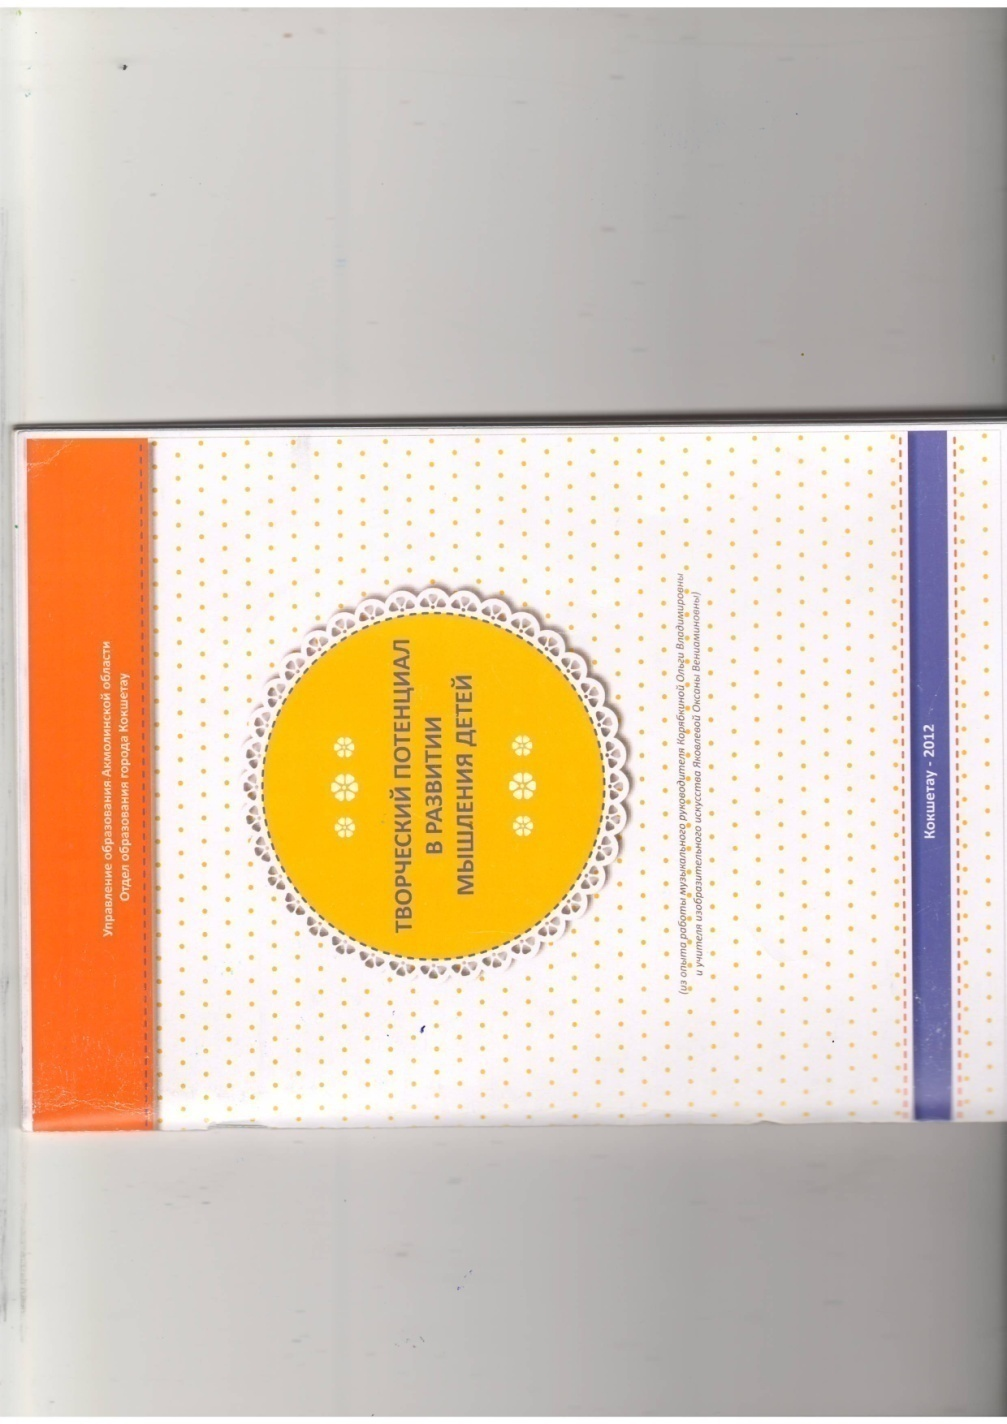 Управление образования Акмолинской области
Отдел образования города Кокшетау
ТВОРЧЕСКИЙ ПОТЕНЦИАЛ
В РАЗВИТИИ
МЫШЛЕНИЯ ДЕТЕЙ
(из опыта работы музыкального руководителя Корябкиной Ольги Владимировны
и учителя изобразительного искусства Яковлевой Оксаны Вениаминовны)
Кокшетау - 2012